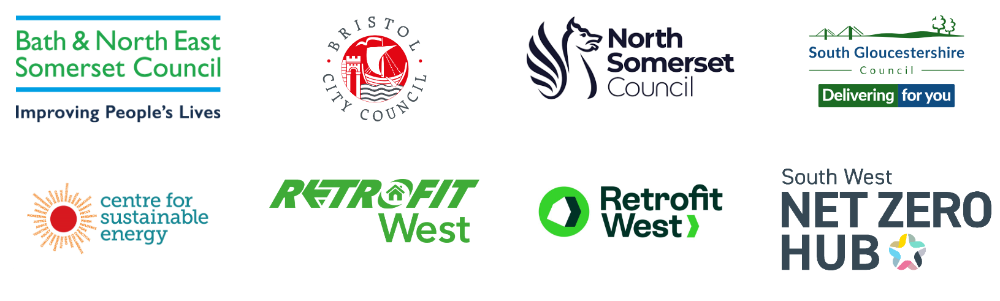 Bath & North East
Somerset Council
Improving People's Lives
BRISTOL
CITY COUNCIL
North
Somerset
Council
South Gloucestershire
Council
Delivering for you
centre for
sustainable
energy
RETROFIT
West
Retrofit
West
South West
NET ZERO
HUB